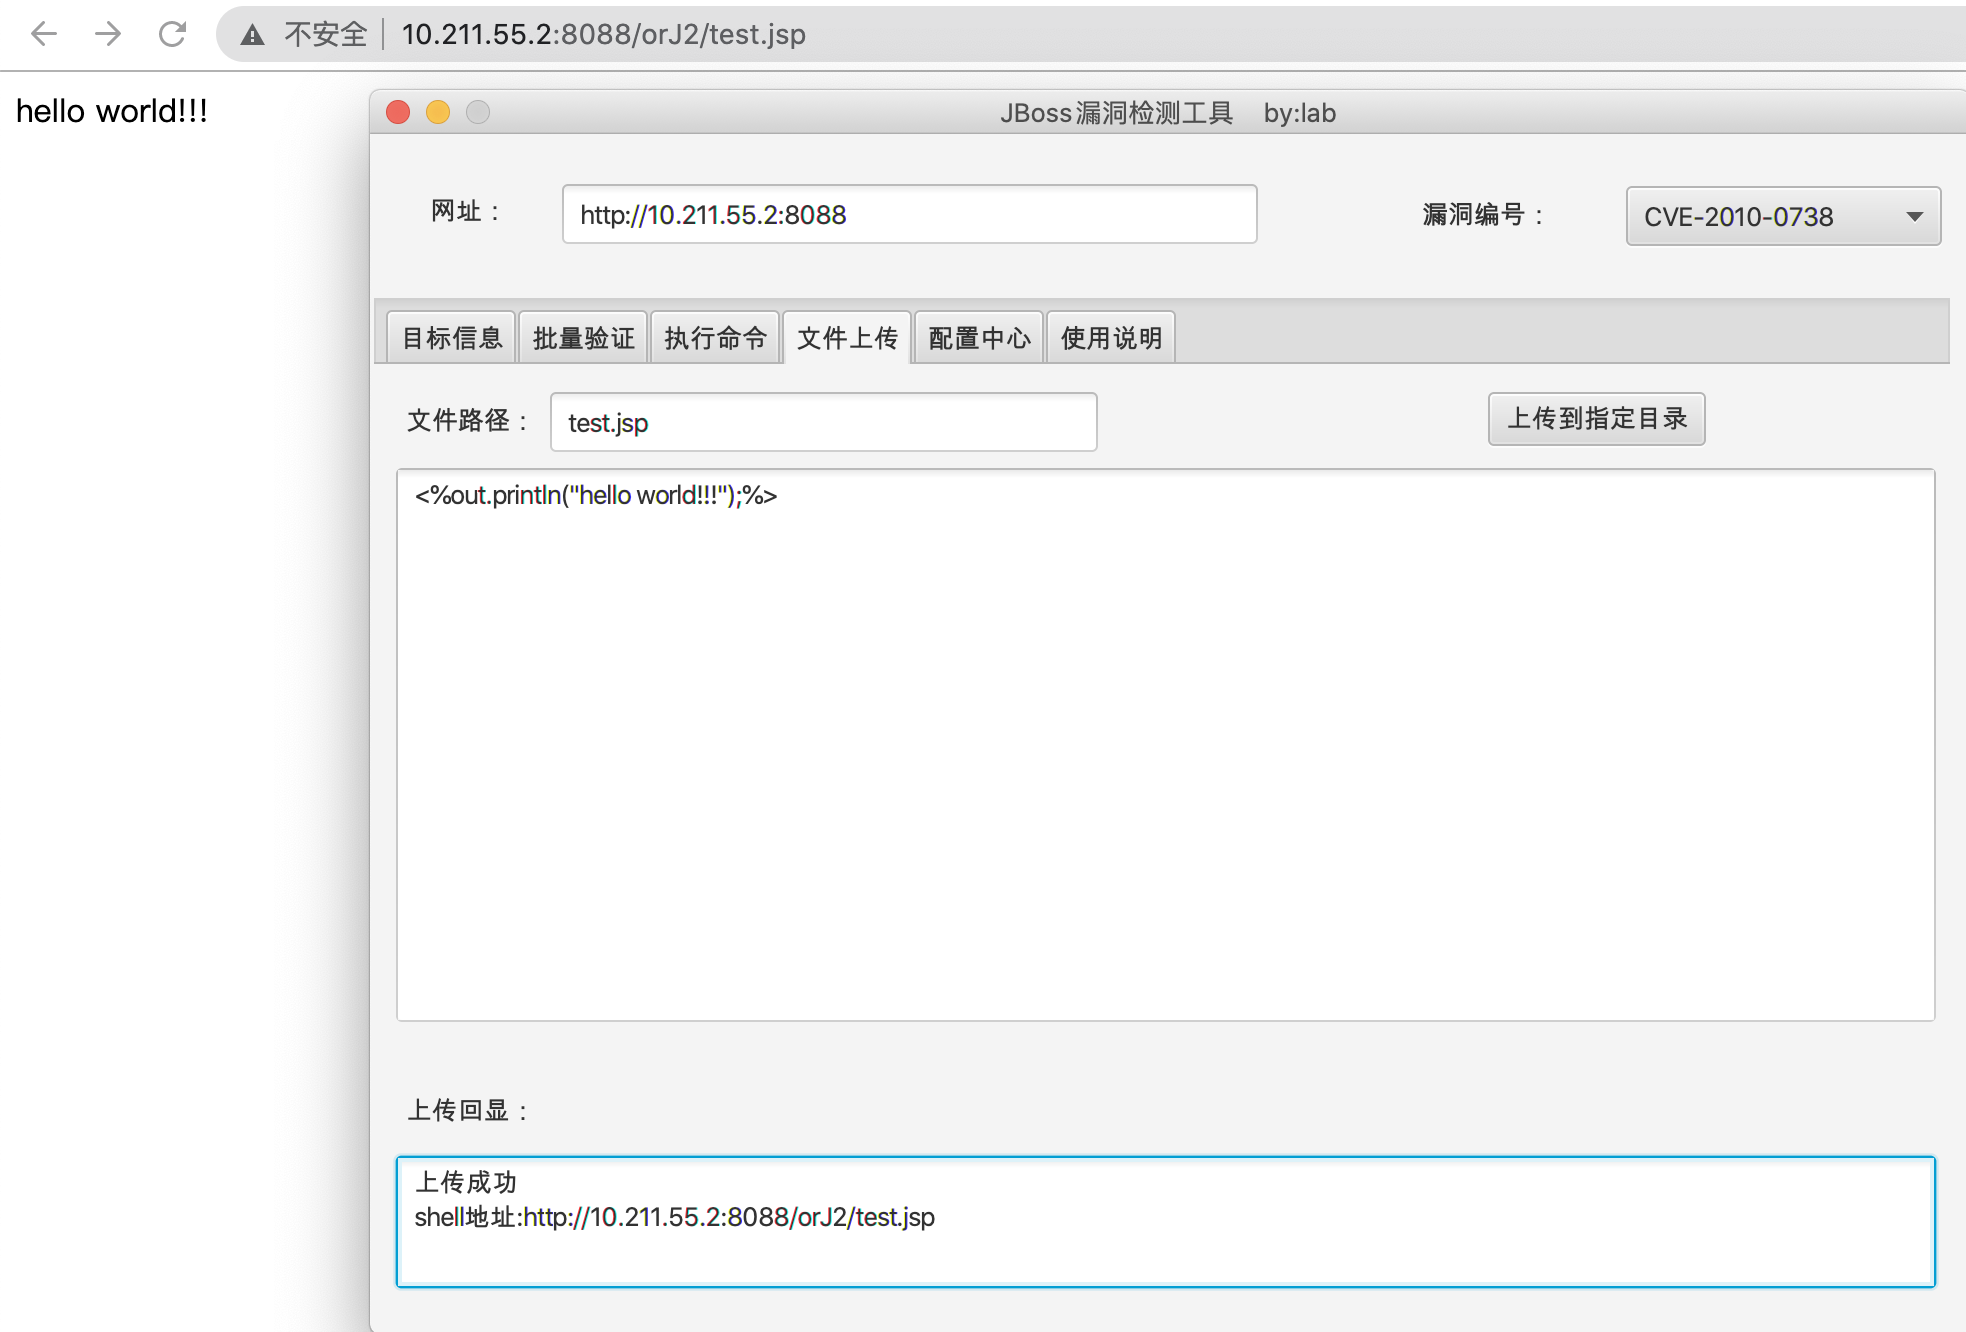 不安全 10.211.55.2:8088/orJ2/test.jsp
hello world!!!
JBoss漏洞检测工具 by:lab
网址： http://10.211.55.2:8088 漏洞编号： CVE-2010-0738
目标信息 批量验证 执行命令 文件上传 配置中心 使用说明
文件路径： test.jsp 上传到指定目录
<%out.println("hello world!!!");%>
上传回显：
上传成功
shell地址:http://10.211.55.2:8088/orJ2/test.jsp